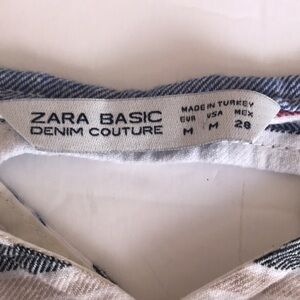 ZARA BASIC
DENIM COUTURE
MADE IN TURKEY
EUR USA MEX
M M 28